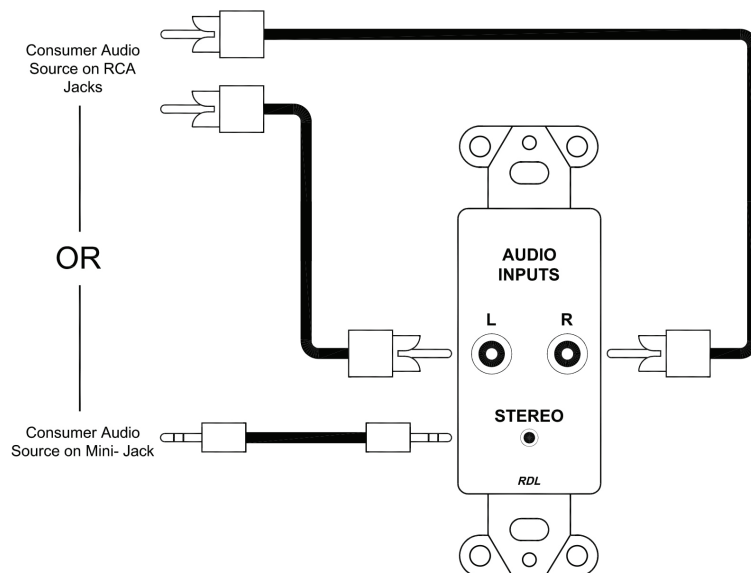 Consumer Audio
Source on RCA
Jacks
OR
Consumer Audio
Source on Mini- Jack
AUDIO
INPUTS
L R
STEREO
RDL